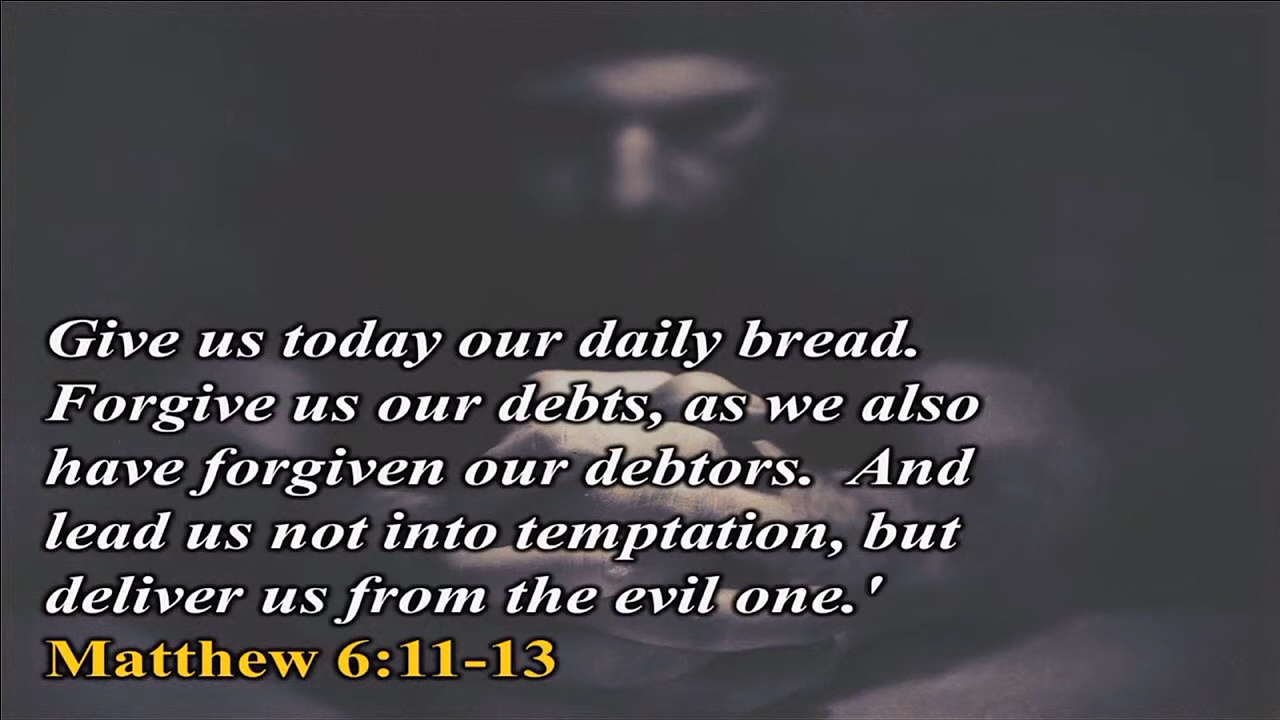 Give us today our daily bread.
Forgive us our debts, as we also
have forgiven our debtors.  And
lead us not into temptation, but
deliver us from the evil one.'
Matthew 6:11-13